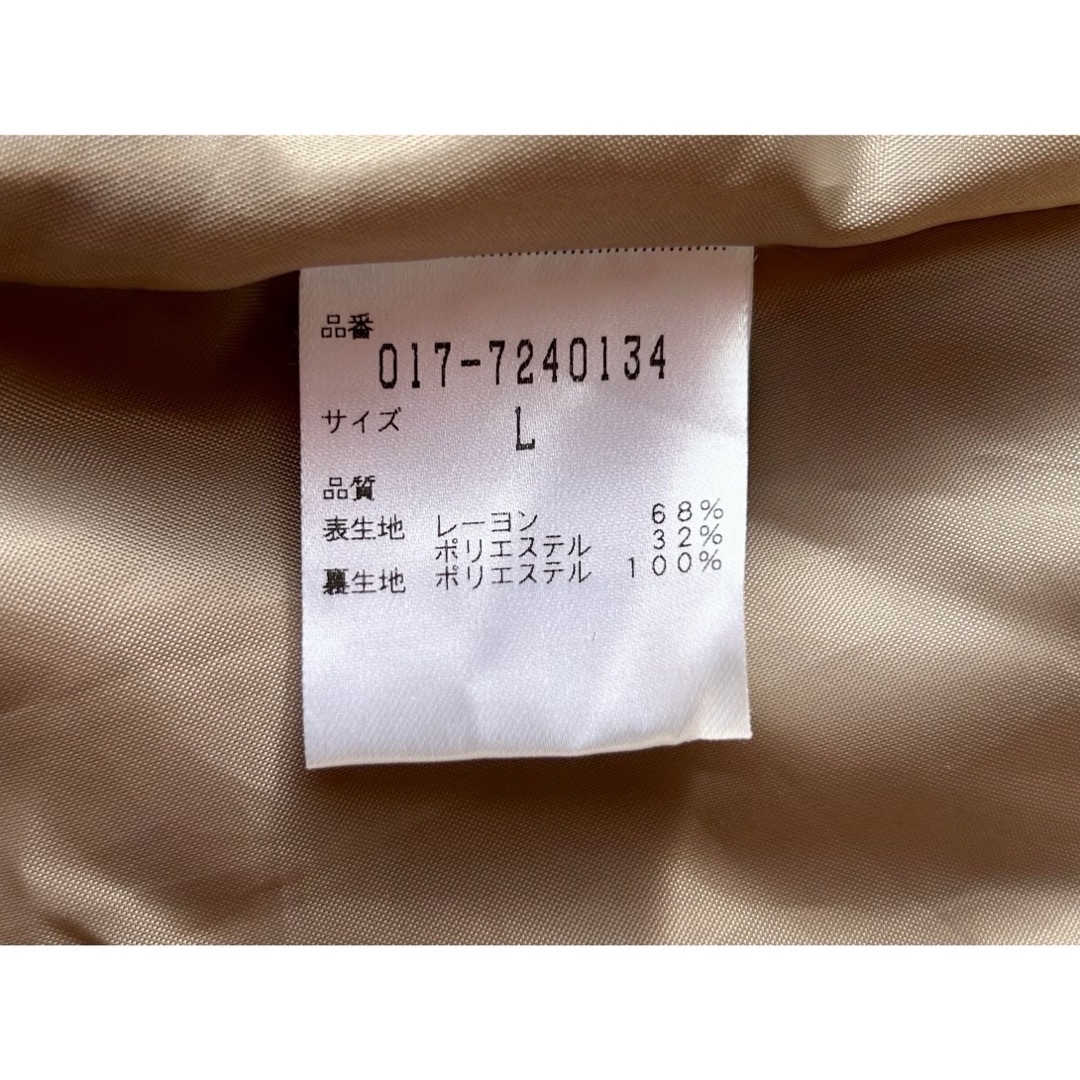 品番
017-7240134
サイズ L
品質
表生地 レーヨン 68%
ポリエステル 32%
裏生地 ポリエステル 100%